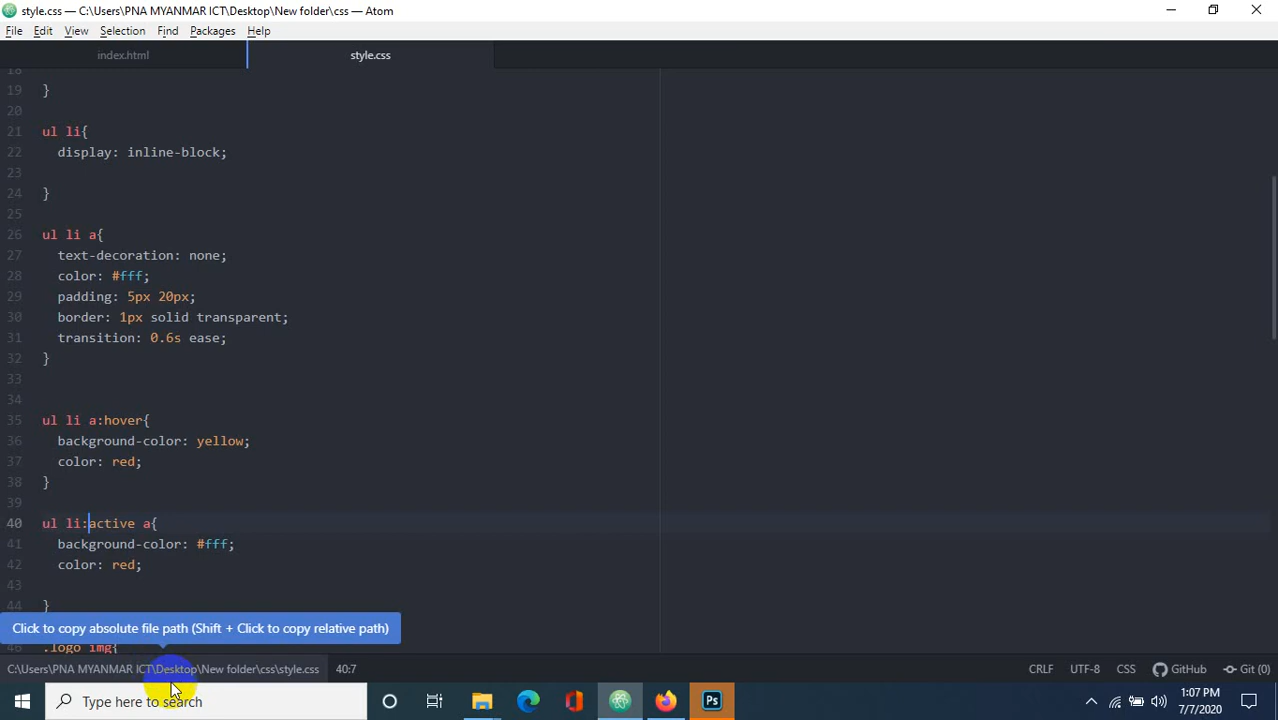 style.css — C:\Users\PNA MYANMAR ICT\Desktop\New folder\css — Atom
File Edit View Selection Find Packages Help
index.html style.css
18
19 }
20
21 ul li{
22 display: inline-block;
23
24 }
25
26 ul li a{
27 text-decoration: none;
28 color: #fff;
29 padding: 5px 20px;
30 border: 1px solid transparent;
31 transition: 0.6s ease;
32 }
33
34
35 ul li a:hover{
36 background-color: yellow;
37 color: red;
38 }
39
40 ul li:active a{
41 background-color: #fff;
42 color: red;
43
44 }
Click to copy absolute file path (Shift + Click to copy relative path)
46 .logo img{
C:\Users\PNA MYANMAR ICT\Desktop\New folder\css\style.css 40:7 CRLF UTF-8 CSS GitHub Git (0)
Type here to search
Ps
1:07 PM
7/7/2020